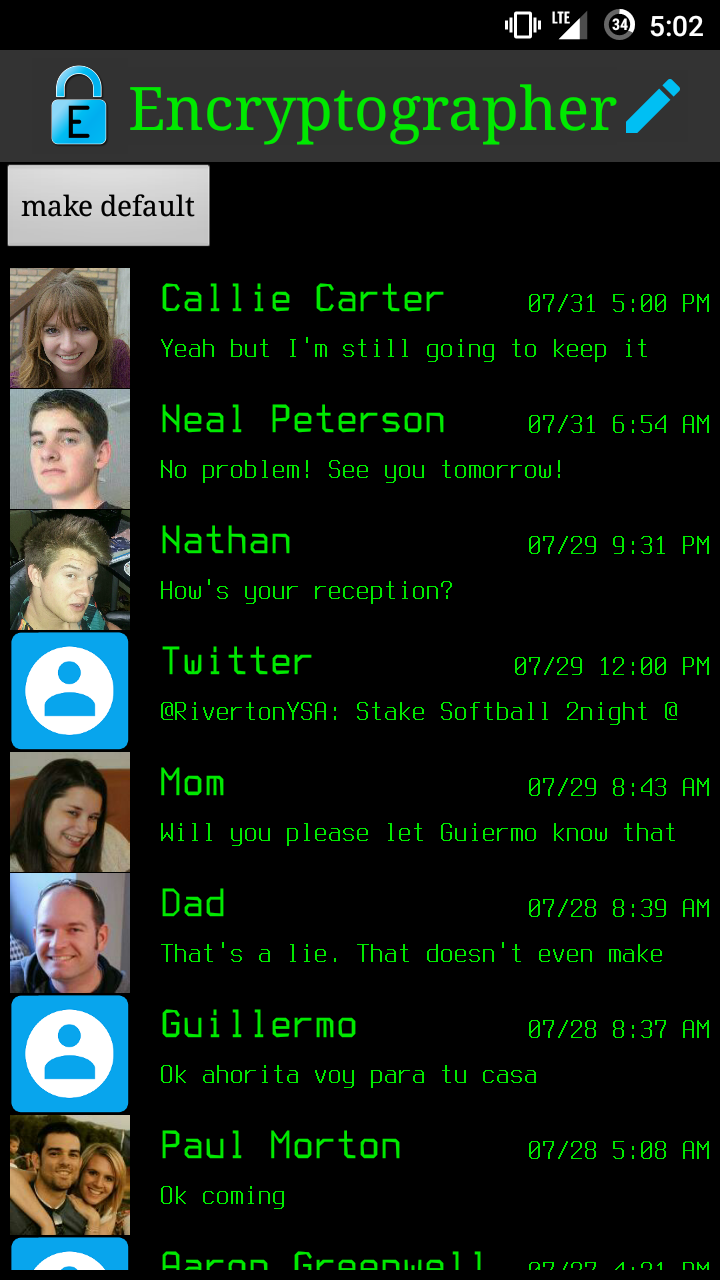 LTE 34 5:02
E Encryptographer
make default
Callie Carter 07/31 5:00 PM
Yeah but I'm still going to keep it
Neal Peterson 07/31 6:54 AM
No problem! See you tomorrow!
Nathan 07/29 9:31 PM
How's your reception?
Twitter 07/29 12:00 PM
@RivertonYSA: Stake Softball 2night @
Mom 07/29 8:43 AM
Will you please let Guiermo know that
Dad 07/28 8:39 AM
That's a lie. That doesn't even make
Guillermo 07/28 8:37 AM
Ok ahorita voy para tu casa
Paul Morton 07/28 5:08 AM
Ok coming
Aaron Greenwell 07/27 4:21 PM